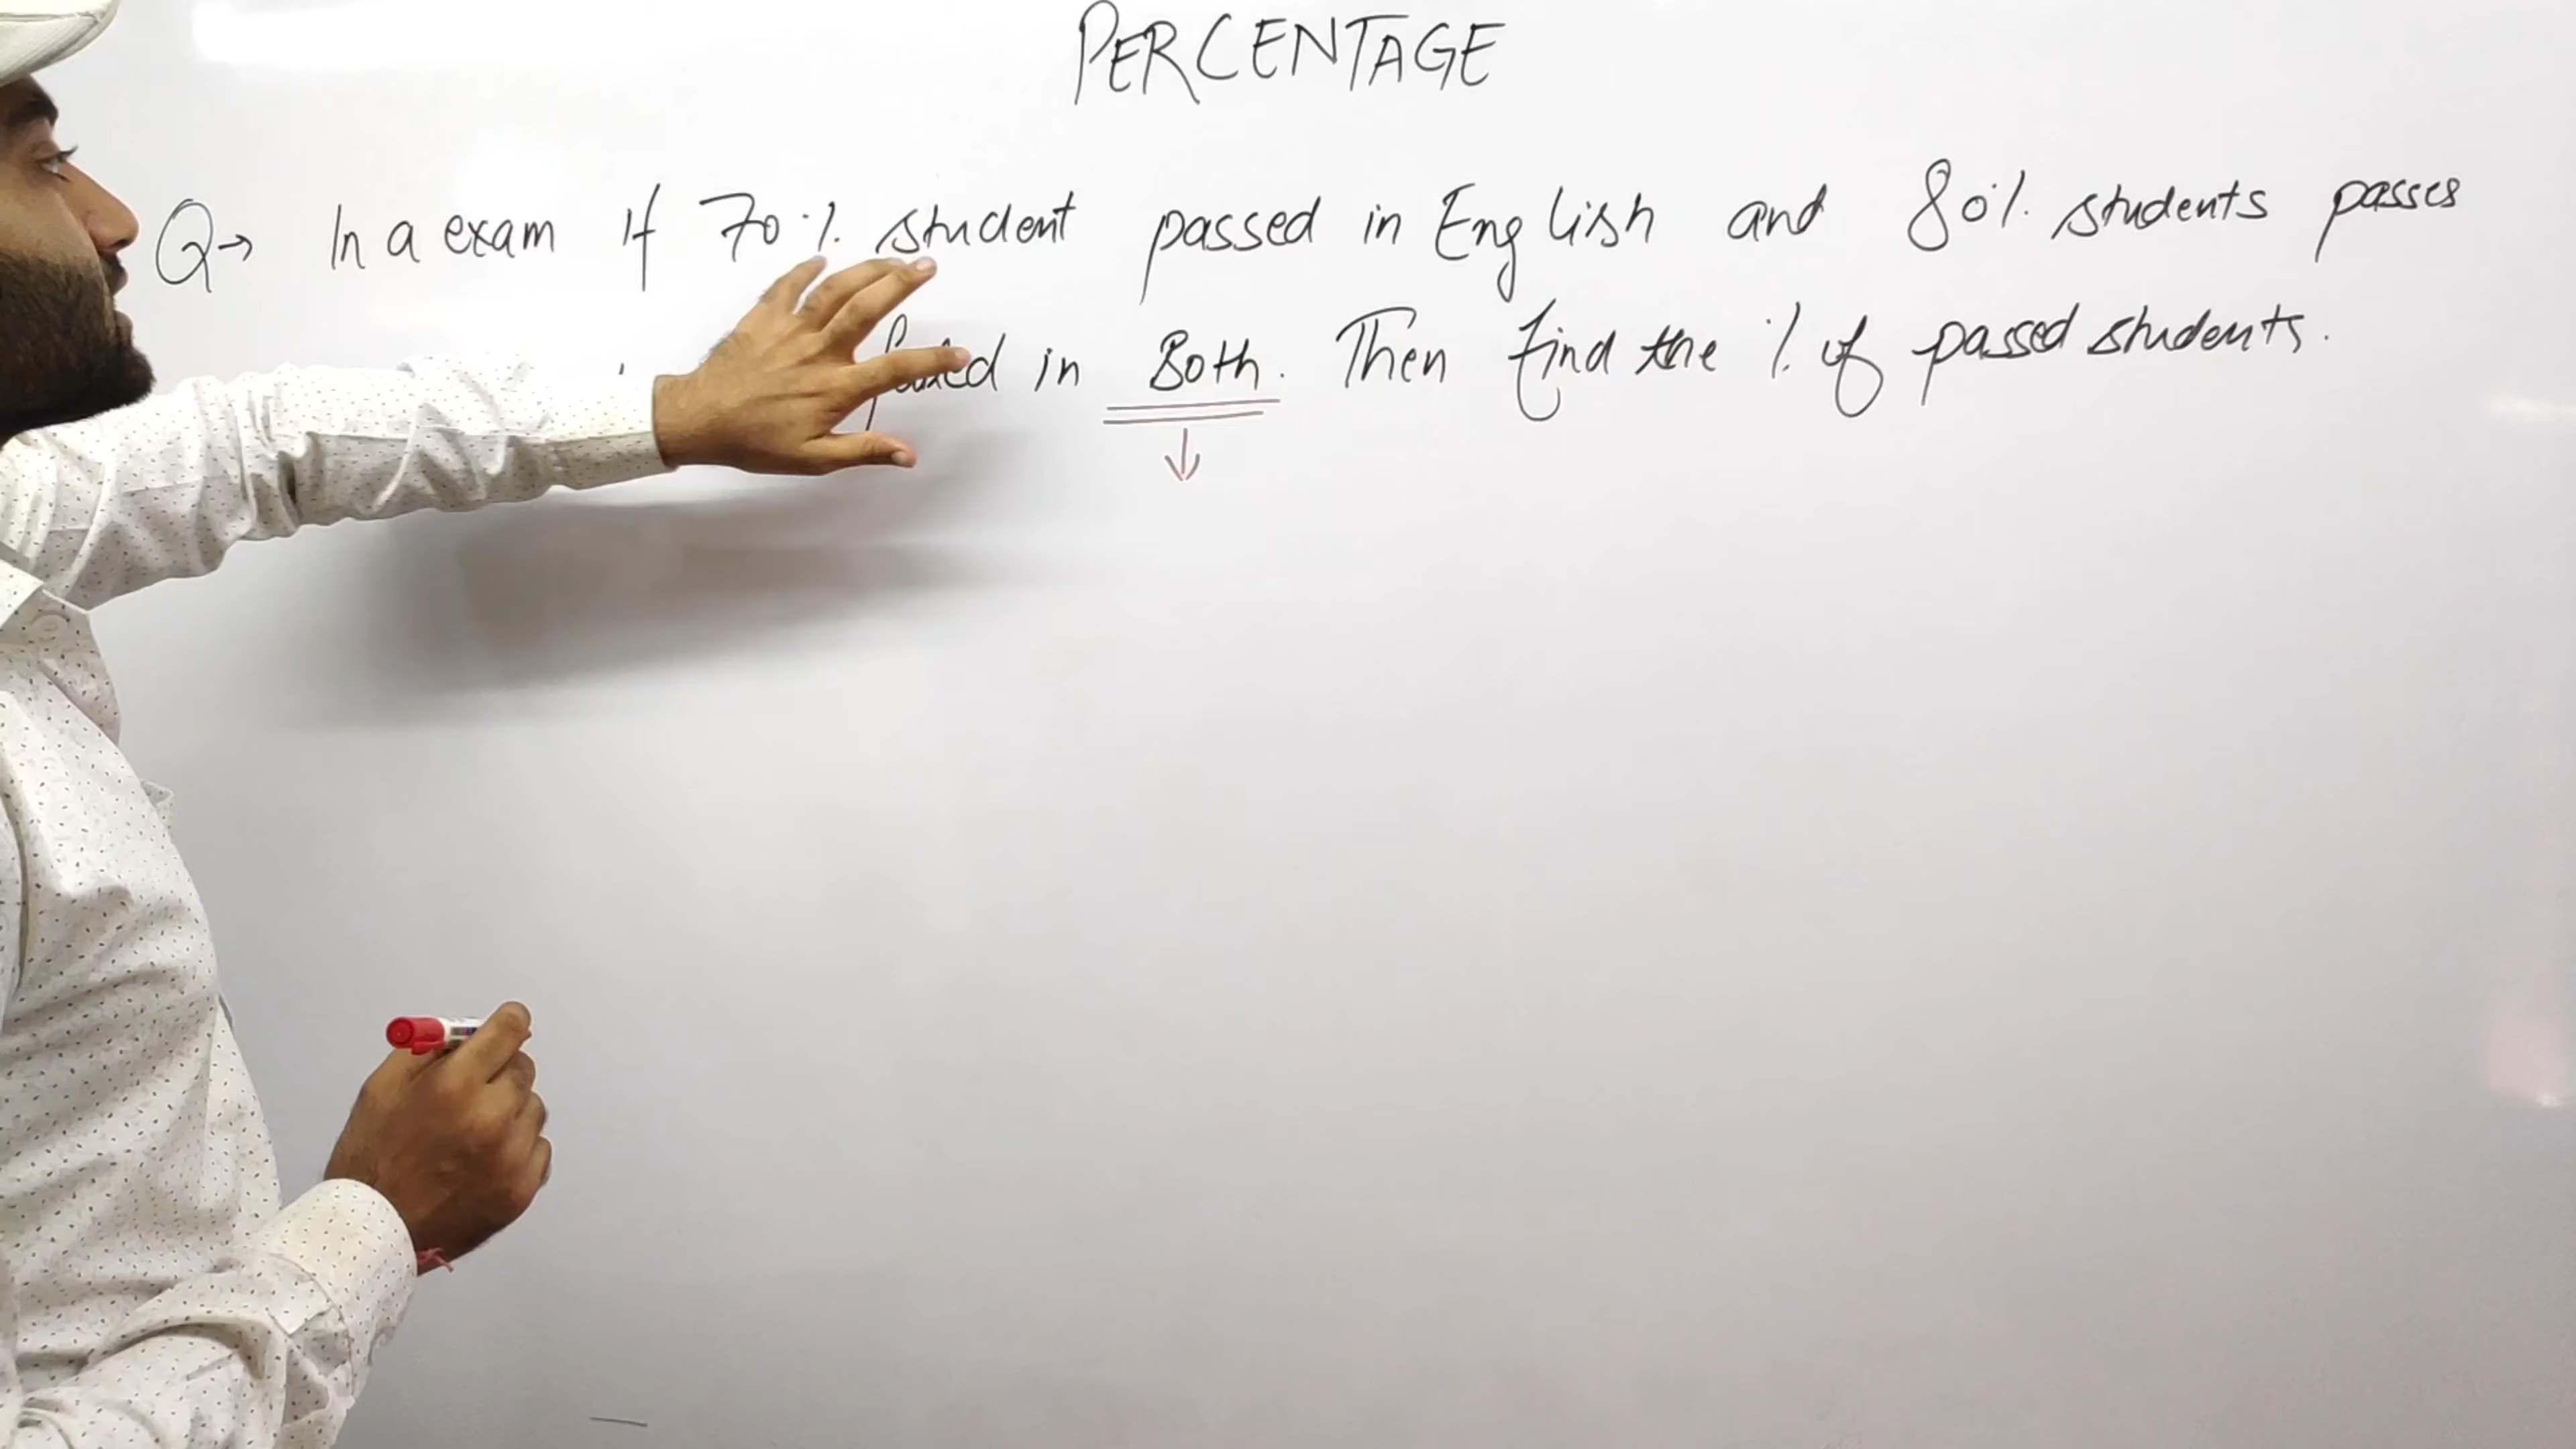 PERCENTAGE
Q→ In a exam if 70% student passed in English and 80% students passes
in Both. Then find the % of passed students.